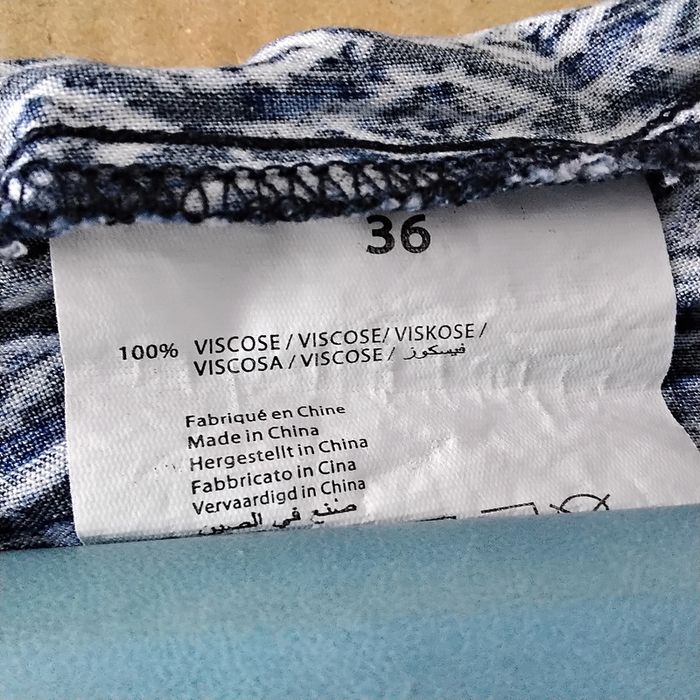 36
100% VISCOSE / VISCOSE/ VISKOSE /
VISCOSA / VISCOSE / فيسكوز
Fabriqué en Chine
Made in China
Hergestellt in China
Fabbricato in Cina
Vervaardigd in China
صنع في الصين